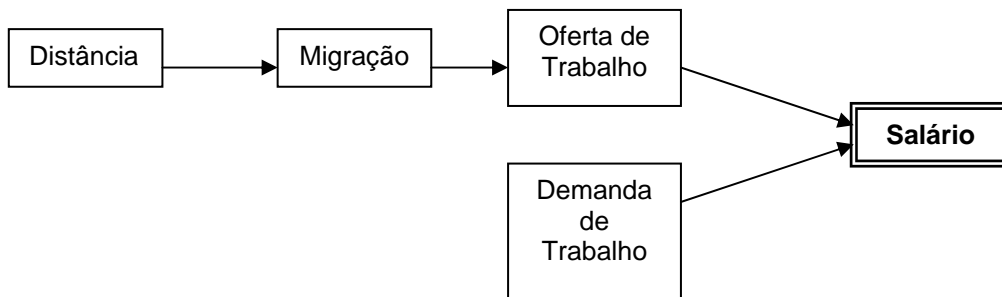 Distância
Migração
Oferta de
Trabalho
Salário
Demanda
de
Trabalho